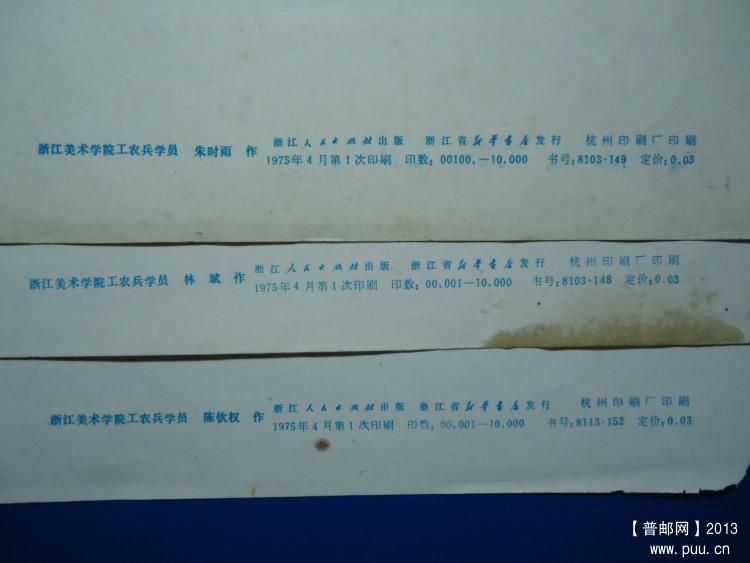 浙江美术学院工农兵学员 朱时雨 作 浙江人民出版社出版 浙江省新华书店发行 杭州印刷厂印刷
1975年4月第1次印刷 印数:00100,—10,000 书号:8103·149 定价:0.03
浙江美术学院工农兵学员 林斌 作 浙江人民出版社出版 浙江省新华书店发行 杭州印刷厂印刷
1975年4月第1次印刷 印数:00,001—10,000 书号:8103·148 定价:0.03
浙江美术学院工农兵学员 陈钦权 作 浙江人民出版社出版 浙江省新华书店发行 杭州印刷厂印刷
1975年4月第1次印刷 印数:00,001—10,000 书号:8113·152 定价:0.03
【普邮网】2013
www.puu.cn